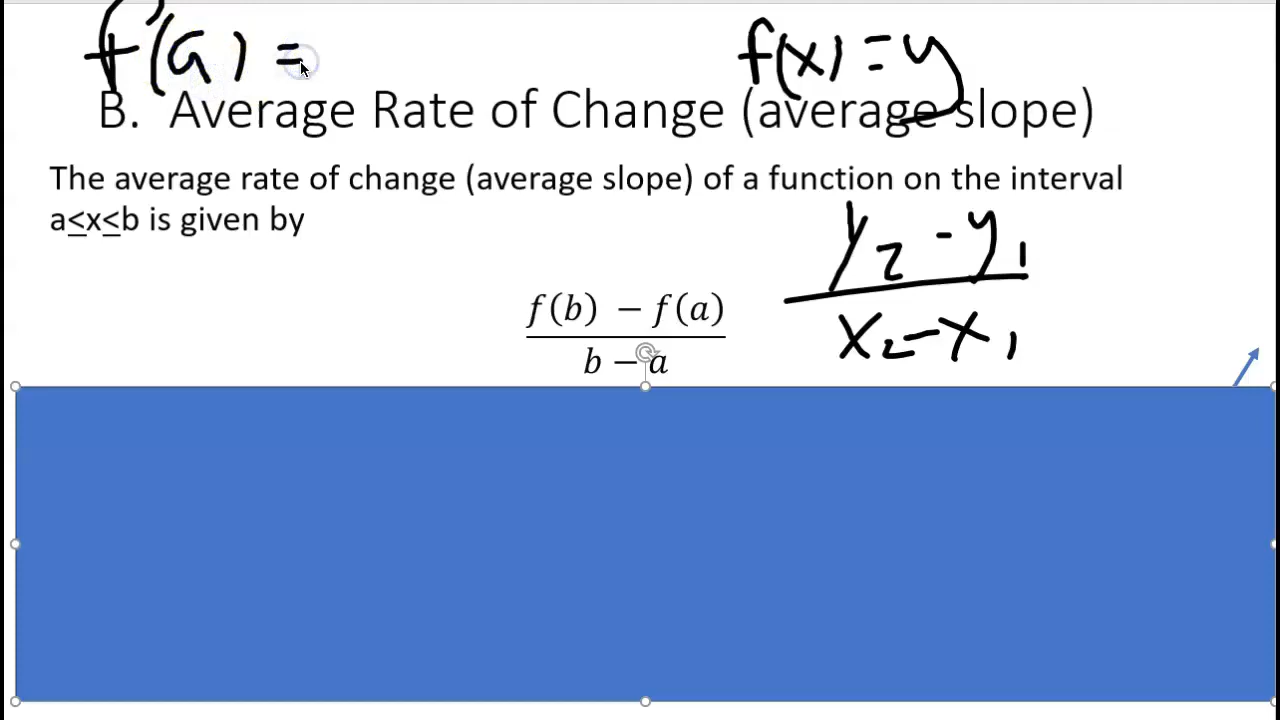 f'(a) =
f(x) = y
B. Average Rate of Change (average slope)
The average rate of change (average slope) of a function on the interval
a≤x≤b is given by
y₂ - y₁
x₂ - x₁
f(b) − f(a)
b − a